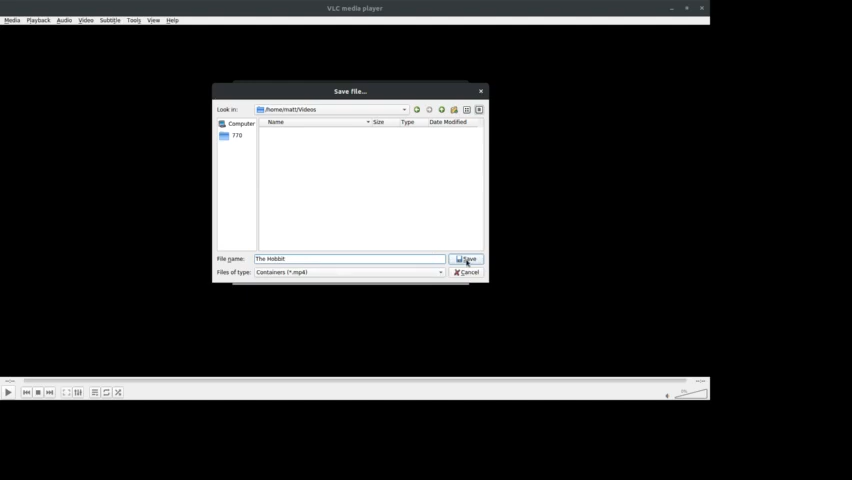 VLC media player
Media Playback Audio Video Subtitle Tools View Help
Save file...
Look in: /home/matt/Videos
Computer
770
Name Size Type Date Modified
File name: The Hobbit Save
Files of type: Containers (*.mp4) Cancel
--:-- --:--